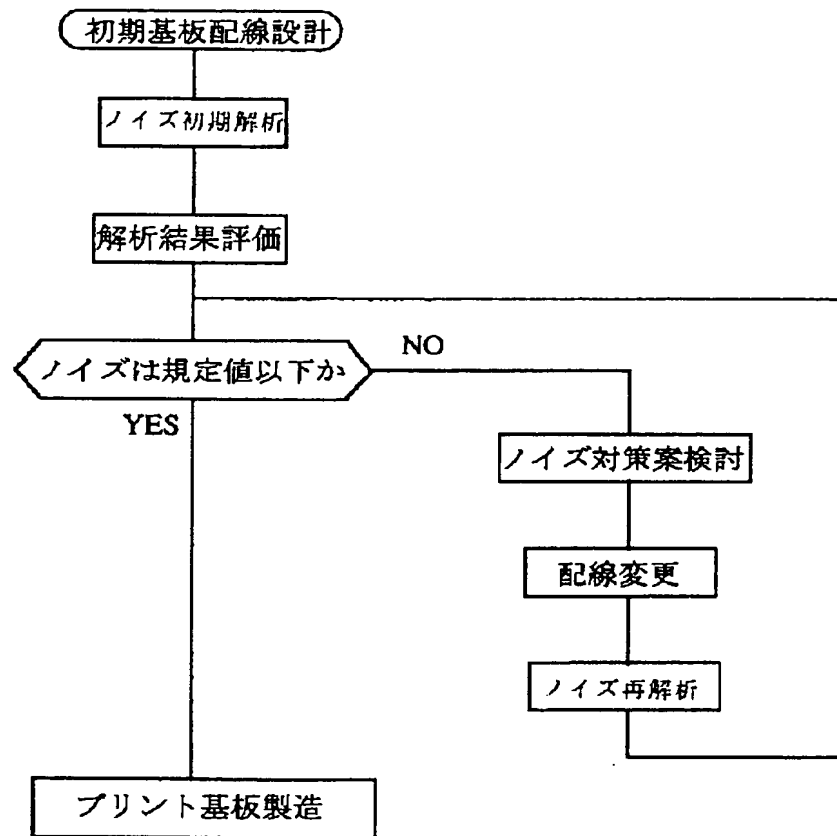 初期基板配線設計
ノイズ初期解析
解析結果評価
ノイズは規定値以下か
NO
YES
ノイズ対策案検討
配線変更
ノイズ再解析
プリント基板製造